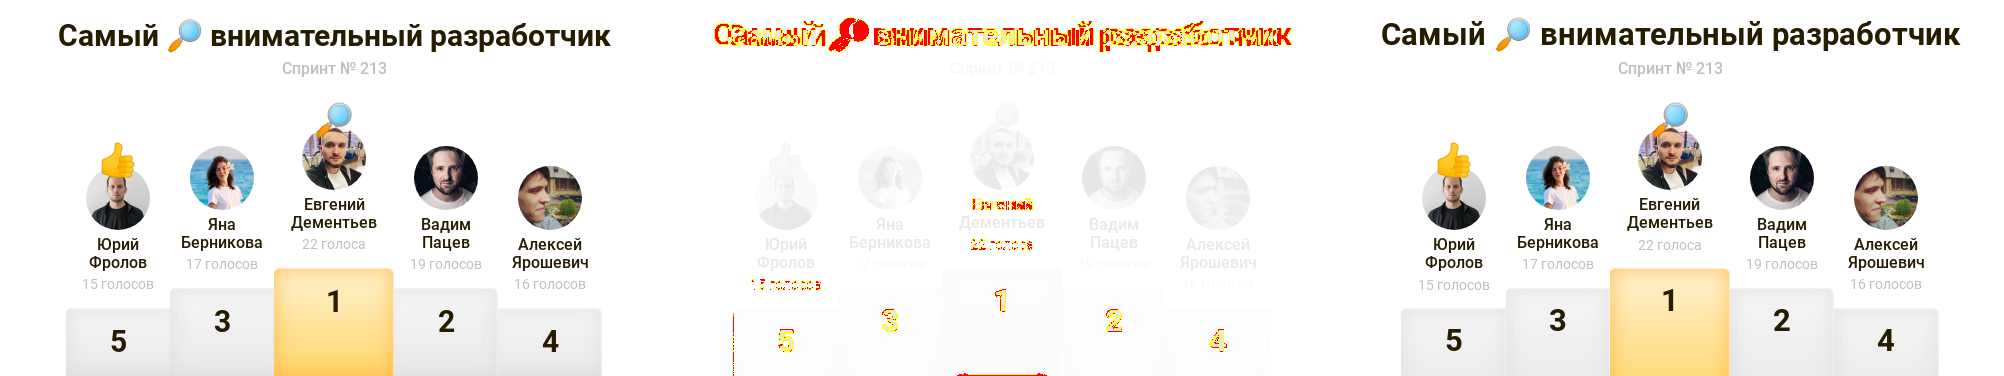 Самый 🔎 внимательный разработчик
Спринт № 213
Евгений
Дементьев
22 голоса
Яна
Берникова
17 голосов
Вадим
Пацев
19 голосов
Юрий
Фролов
15 голосов
Алексей
Ярошевич
16 голосов
1
3
2
5
4
Самый внимательный разработчик
Спринт № 213
Евгений
Дементьев
22 голоса
Яна
Берникова
17 голосов
Вадим
Пацев
19 голосов
Юрий
Фролов
15 голосов
Алексей
Ярошевич
16 голосов
1
3
2
5
4
Самый 🔎 внимательный разработчик
Спринт № 213
Евгений
Дементьев
22 голоса
Яна
Берникова
17 голосов
Вадим
Пацев
19 голосов
Юрий
Фролов
15 голосов
Алексей
Ярошевич
16 голосов
1
3
2
5
4